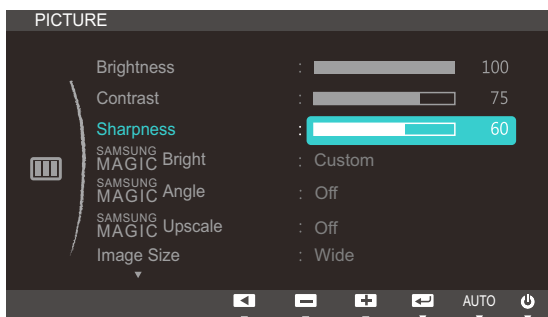 PICTURE
Brightness : 100
Contrast : 75
Sharpness : 60
SAMSUNG MAGIC Bright : Custom
SAMSUNG MAGIC Angle : Off
SAMSUNG MAGIC Upscale : Off
Image Size : Wide
AUTO